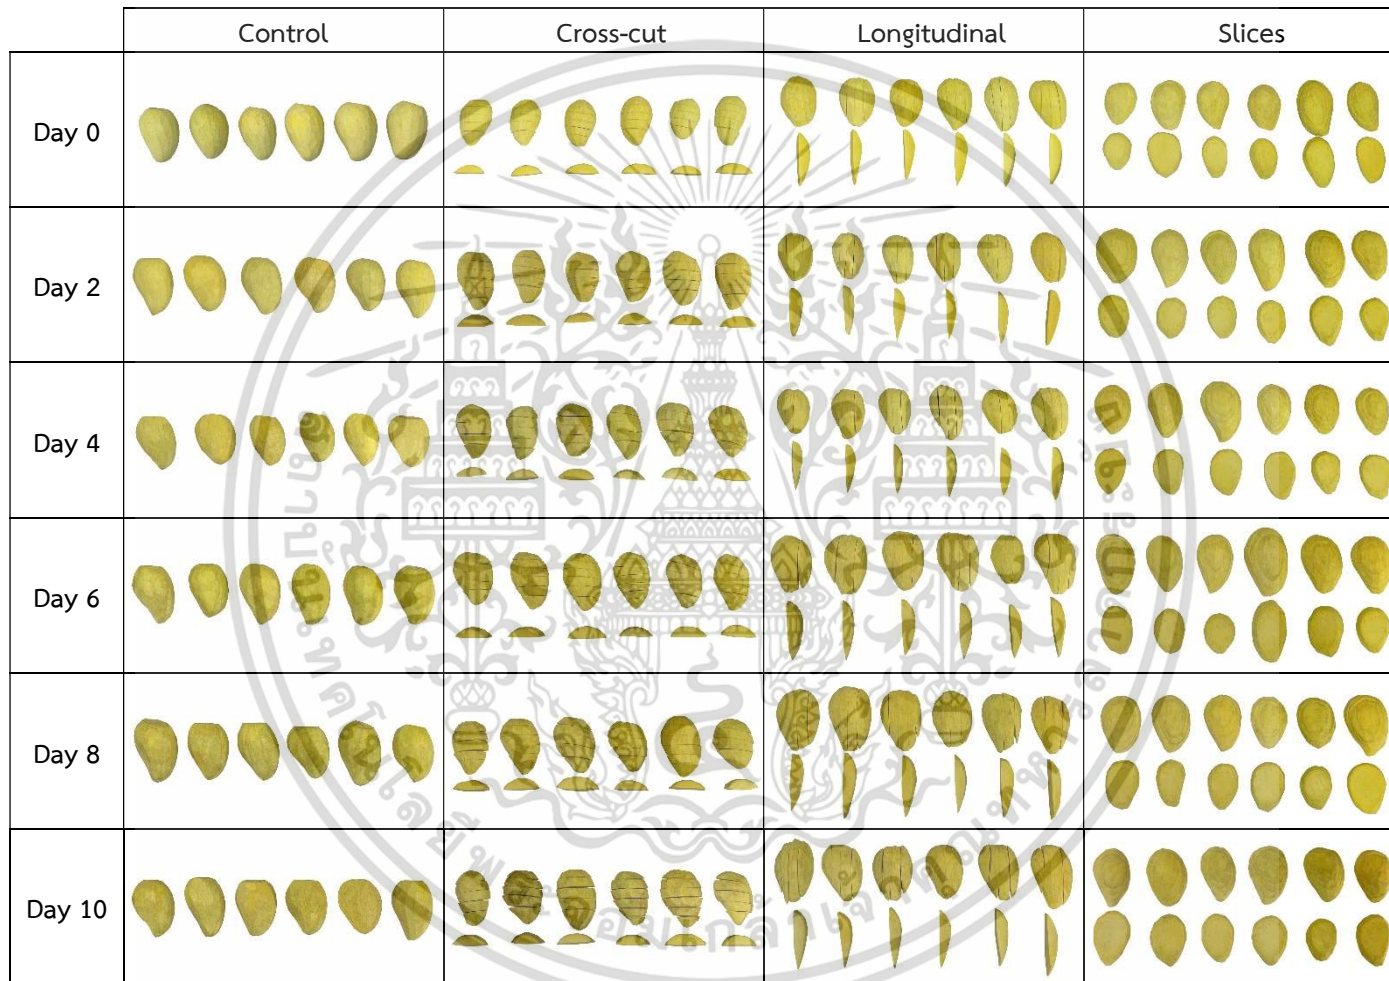 Control Cross-cut Longitudinal Slices
Day 0
Day 2
Day 4
Day 6
Day 8
Day 10